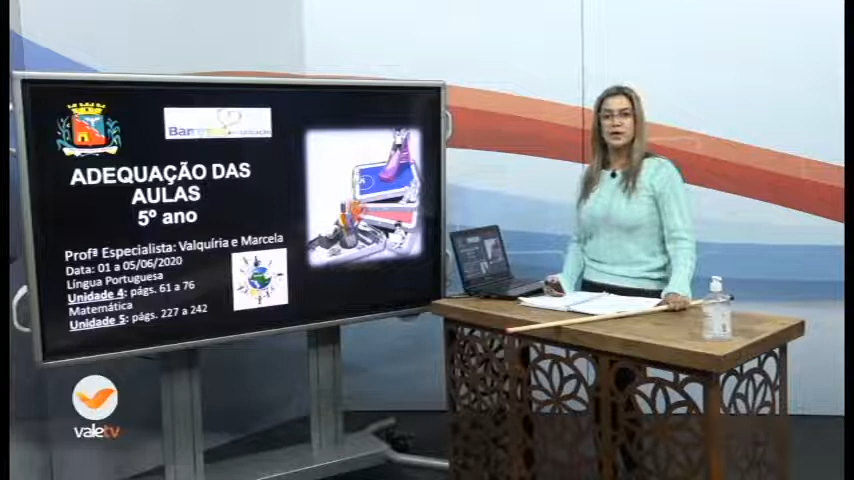 ADEQUAÇÃO DAS
AULAS
5º ano
Profª Especialista: Valquíria e Marcela
Data: 01 a 05/06/2020
Língua Portuguesa
Unidade 4: págs. 61 a 76
Matemática
Unidade 5: págs. 227 a 242
valetv